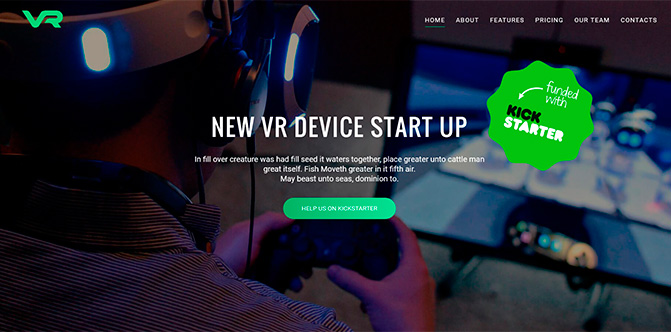 VR
HOME ABOUT FEATURES PRICING OUR TEAM CONTACTS
funded
with
KICK
STARTER
NEW VR DEVICE START UP
In fill over creature was had fill seed it waters together, place greater unto cattle man
great itself. Fish Moveth greater in it fifth air.
May beast unto seas, dominion to.
HELP US ON KICKSTARTER